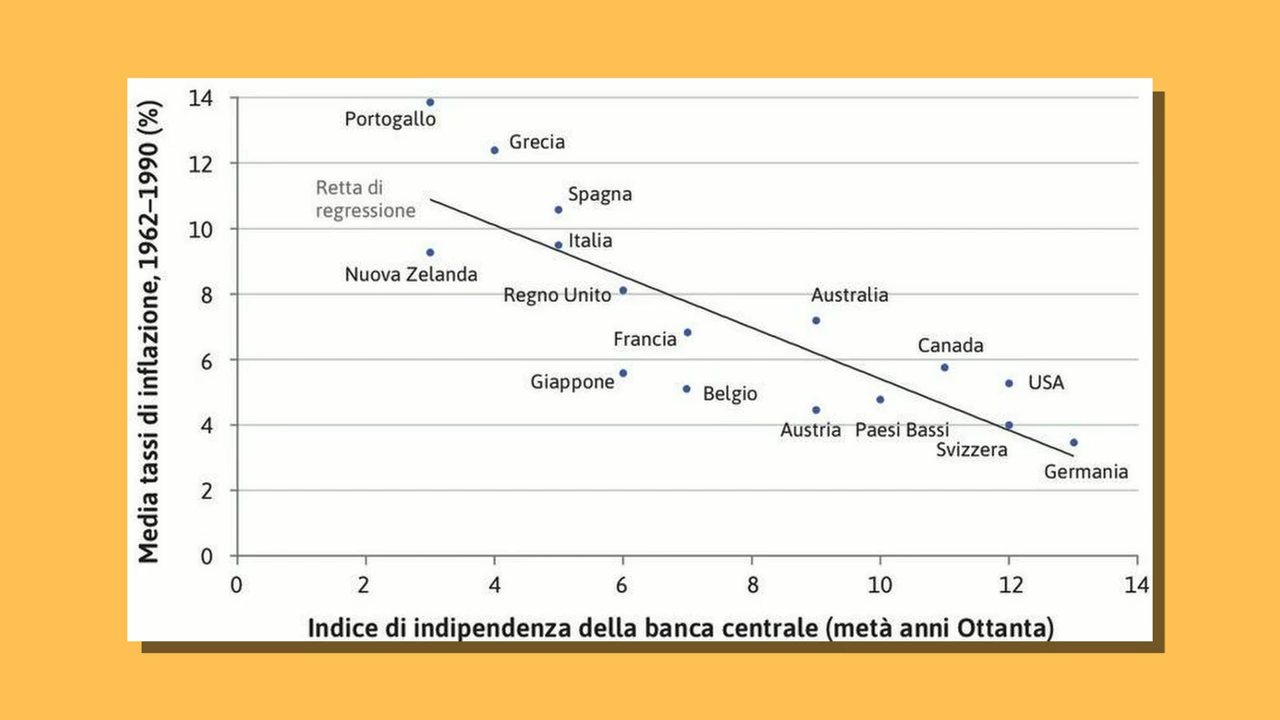 Media tassi di inflazione, 1962–1990 (%)
14
12
10
8
6
4
2
0
Portogallo
Grecia
Spagna
Retta di
regressione
Italia
Nuova Zelanda
Regno Unito
Australia
Francia
Canada
Giappone
Belgio
USA
Austria
Paesi Bassi
Svizzera
Germania
0 2 4 6 8 10 12 14
Indice di indipendenza della banca centrale (metà anni Ottanta)